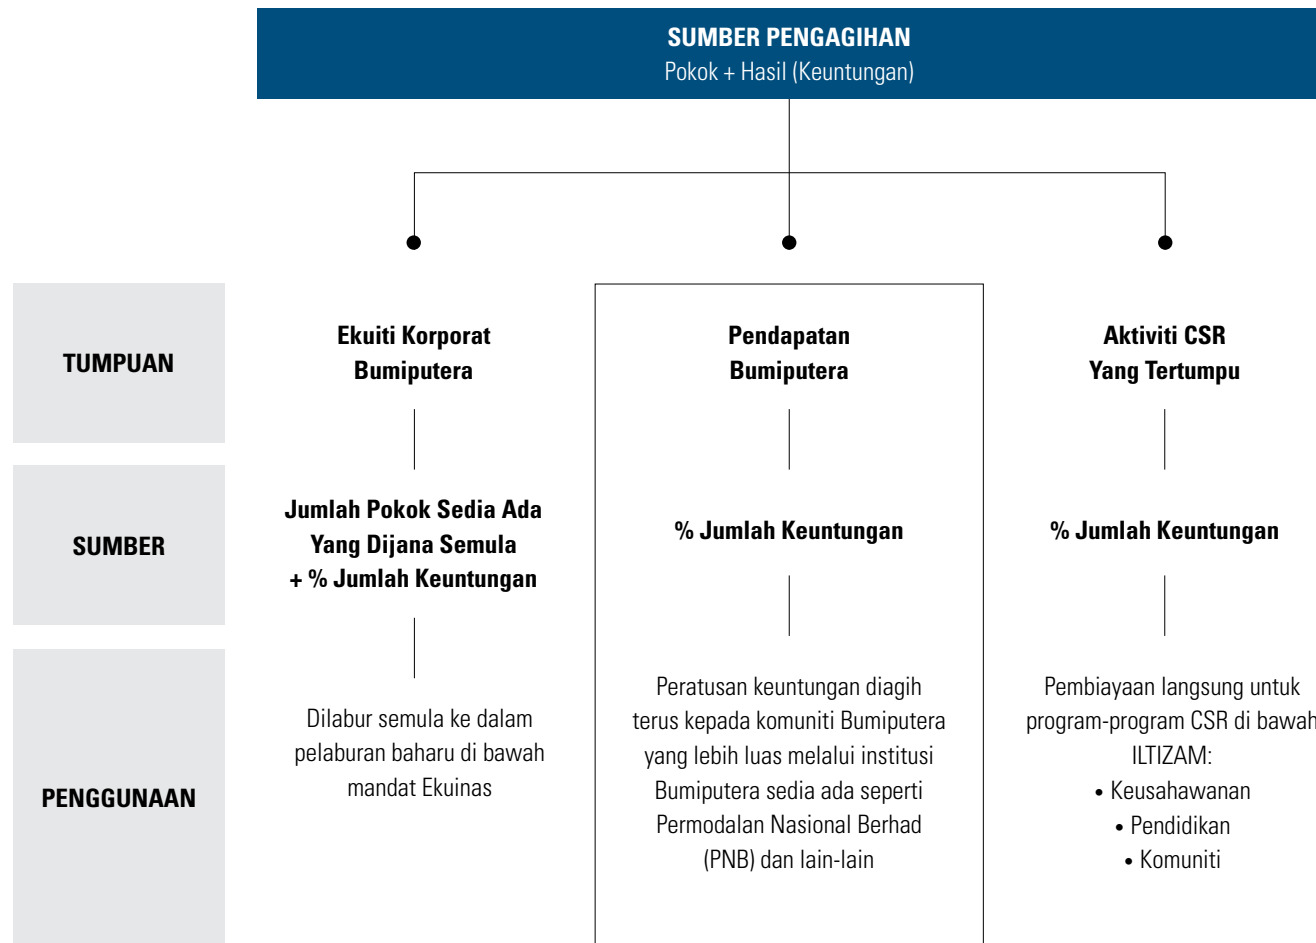 SUMBER PENGAGIHAN
Pokok + Hasil (Keuntungan)
TUMPUAN
Ekuiti Korporat
Bumiputera
Pendapatan
Bumiputera
Aktiviti CSR
Yang Tertumpu
SUMBER
Jumlah Pokok Sedia Ada
Yang Dijana Semula
+ % Jumlah Keuntungan
% Jumlah Keuntungan
% Jumlah Keuntungan
PENGGUNAAN
Dilabur semula ke dalam
pelaburan baharu di bawah
mandat Ekuinas
Peratusan keuntungan diagih
terus kepada komuniti Bumiputera
yang lebih luas melalui institusi
Bumiputera sedia ada seperti
Permodalan Nasional Berhad
(PNB) dan lain-lain
Pembiayaan langsung untuk
program-program CSR di bawah
ILTIZAM:
• Keusahawanan
• Pendidikan
• Komuniti